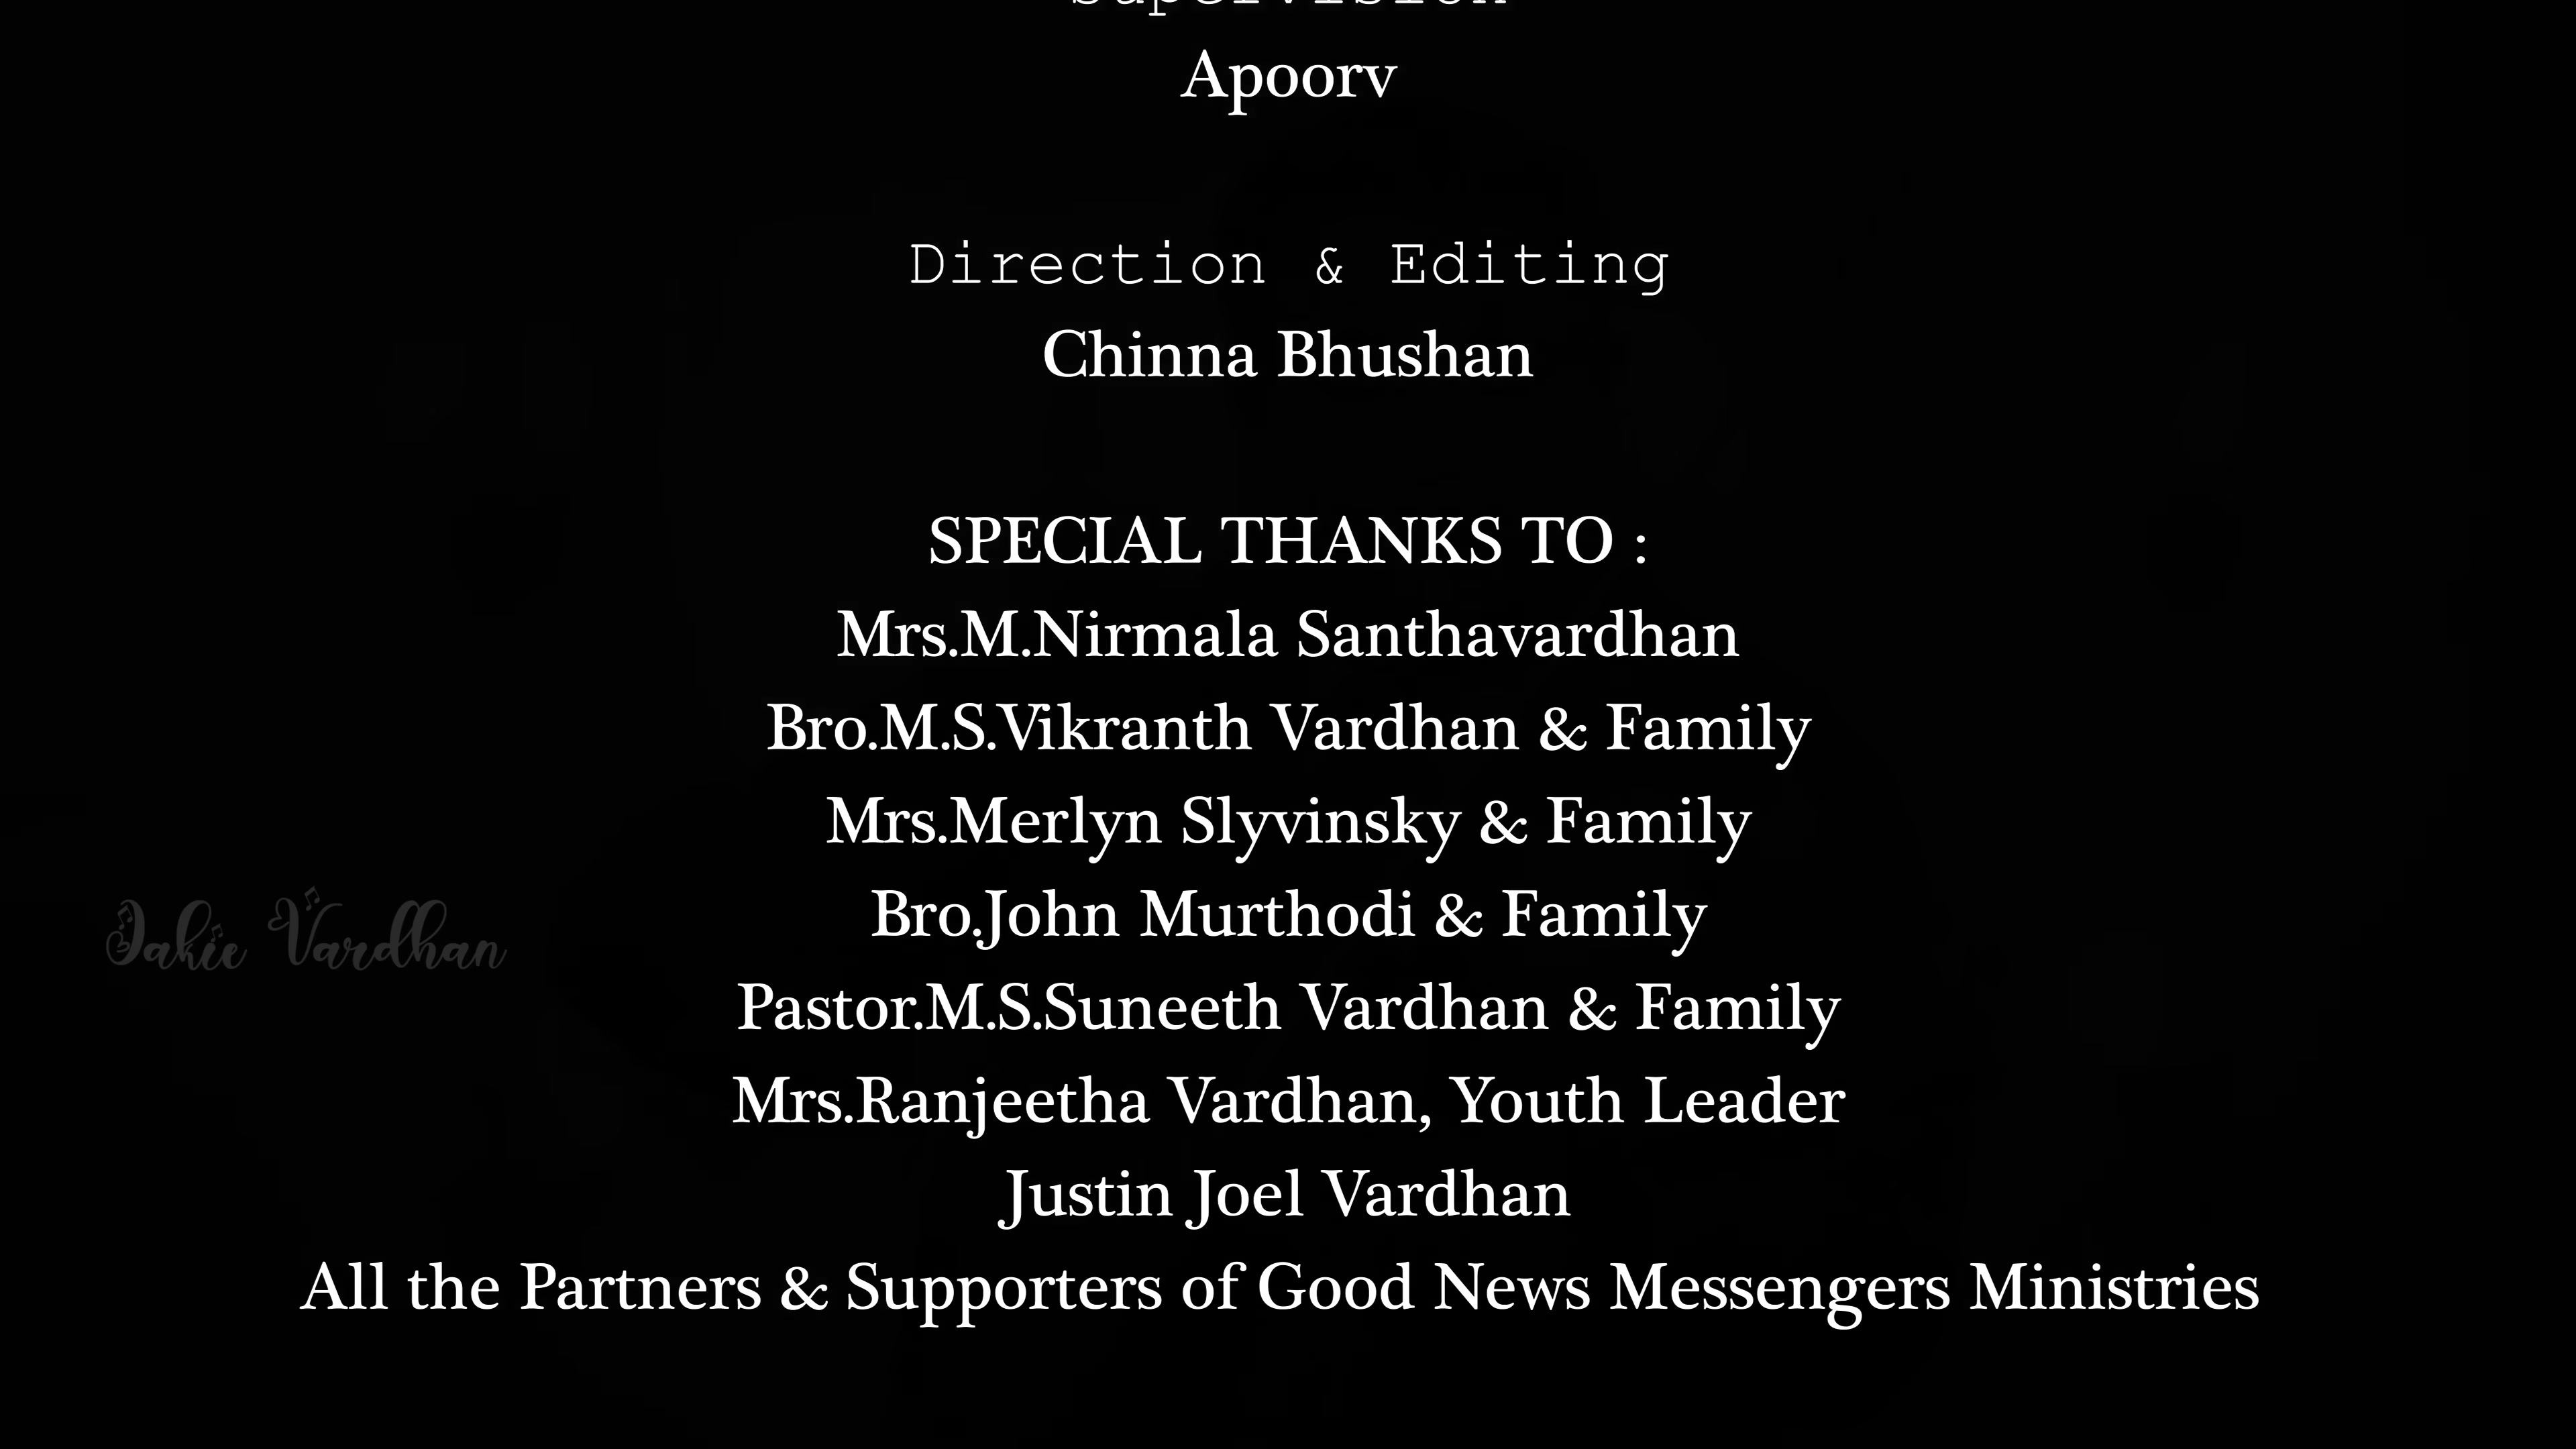 Supervision
Apoorv
Direction & Editing
Chinna Bhushan
SPECIAL THANKS TO :
Mrs.M.Nirmala Santhavardhan
Bro.M.S.Vikranth Vardhan & Family
Mrs.Merlyn Slyvinsky & Family
Bro.John Murthodi & Family
Jakie Vardhan
Pastor.M.S.Suneeth Vardhan & Family
Mrs.Ranjeetha Vardhan, Youth Leader
Justin Joel Vardhan
All the Partners & Supporters of Good News Messengers Ministries